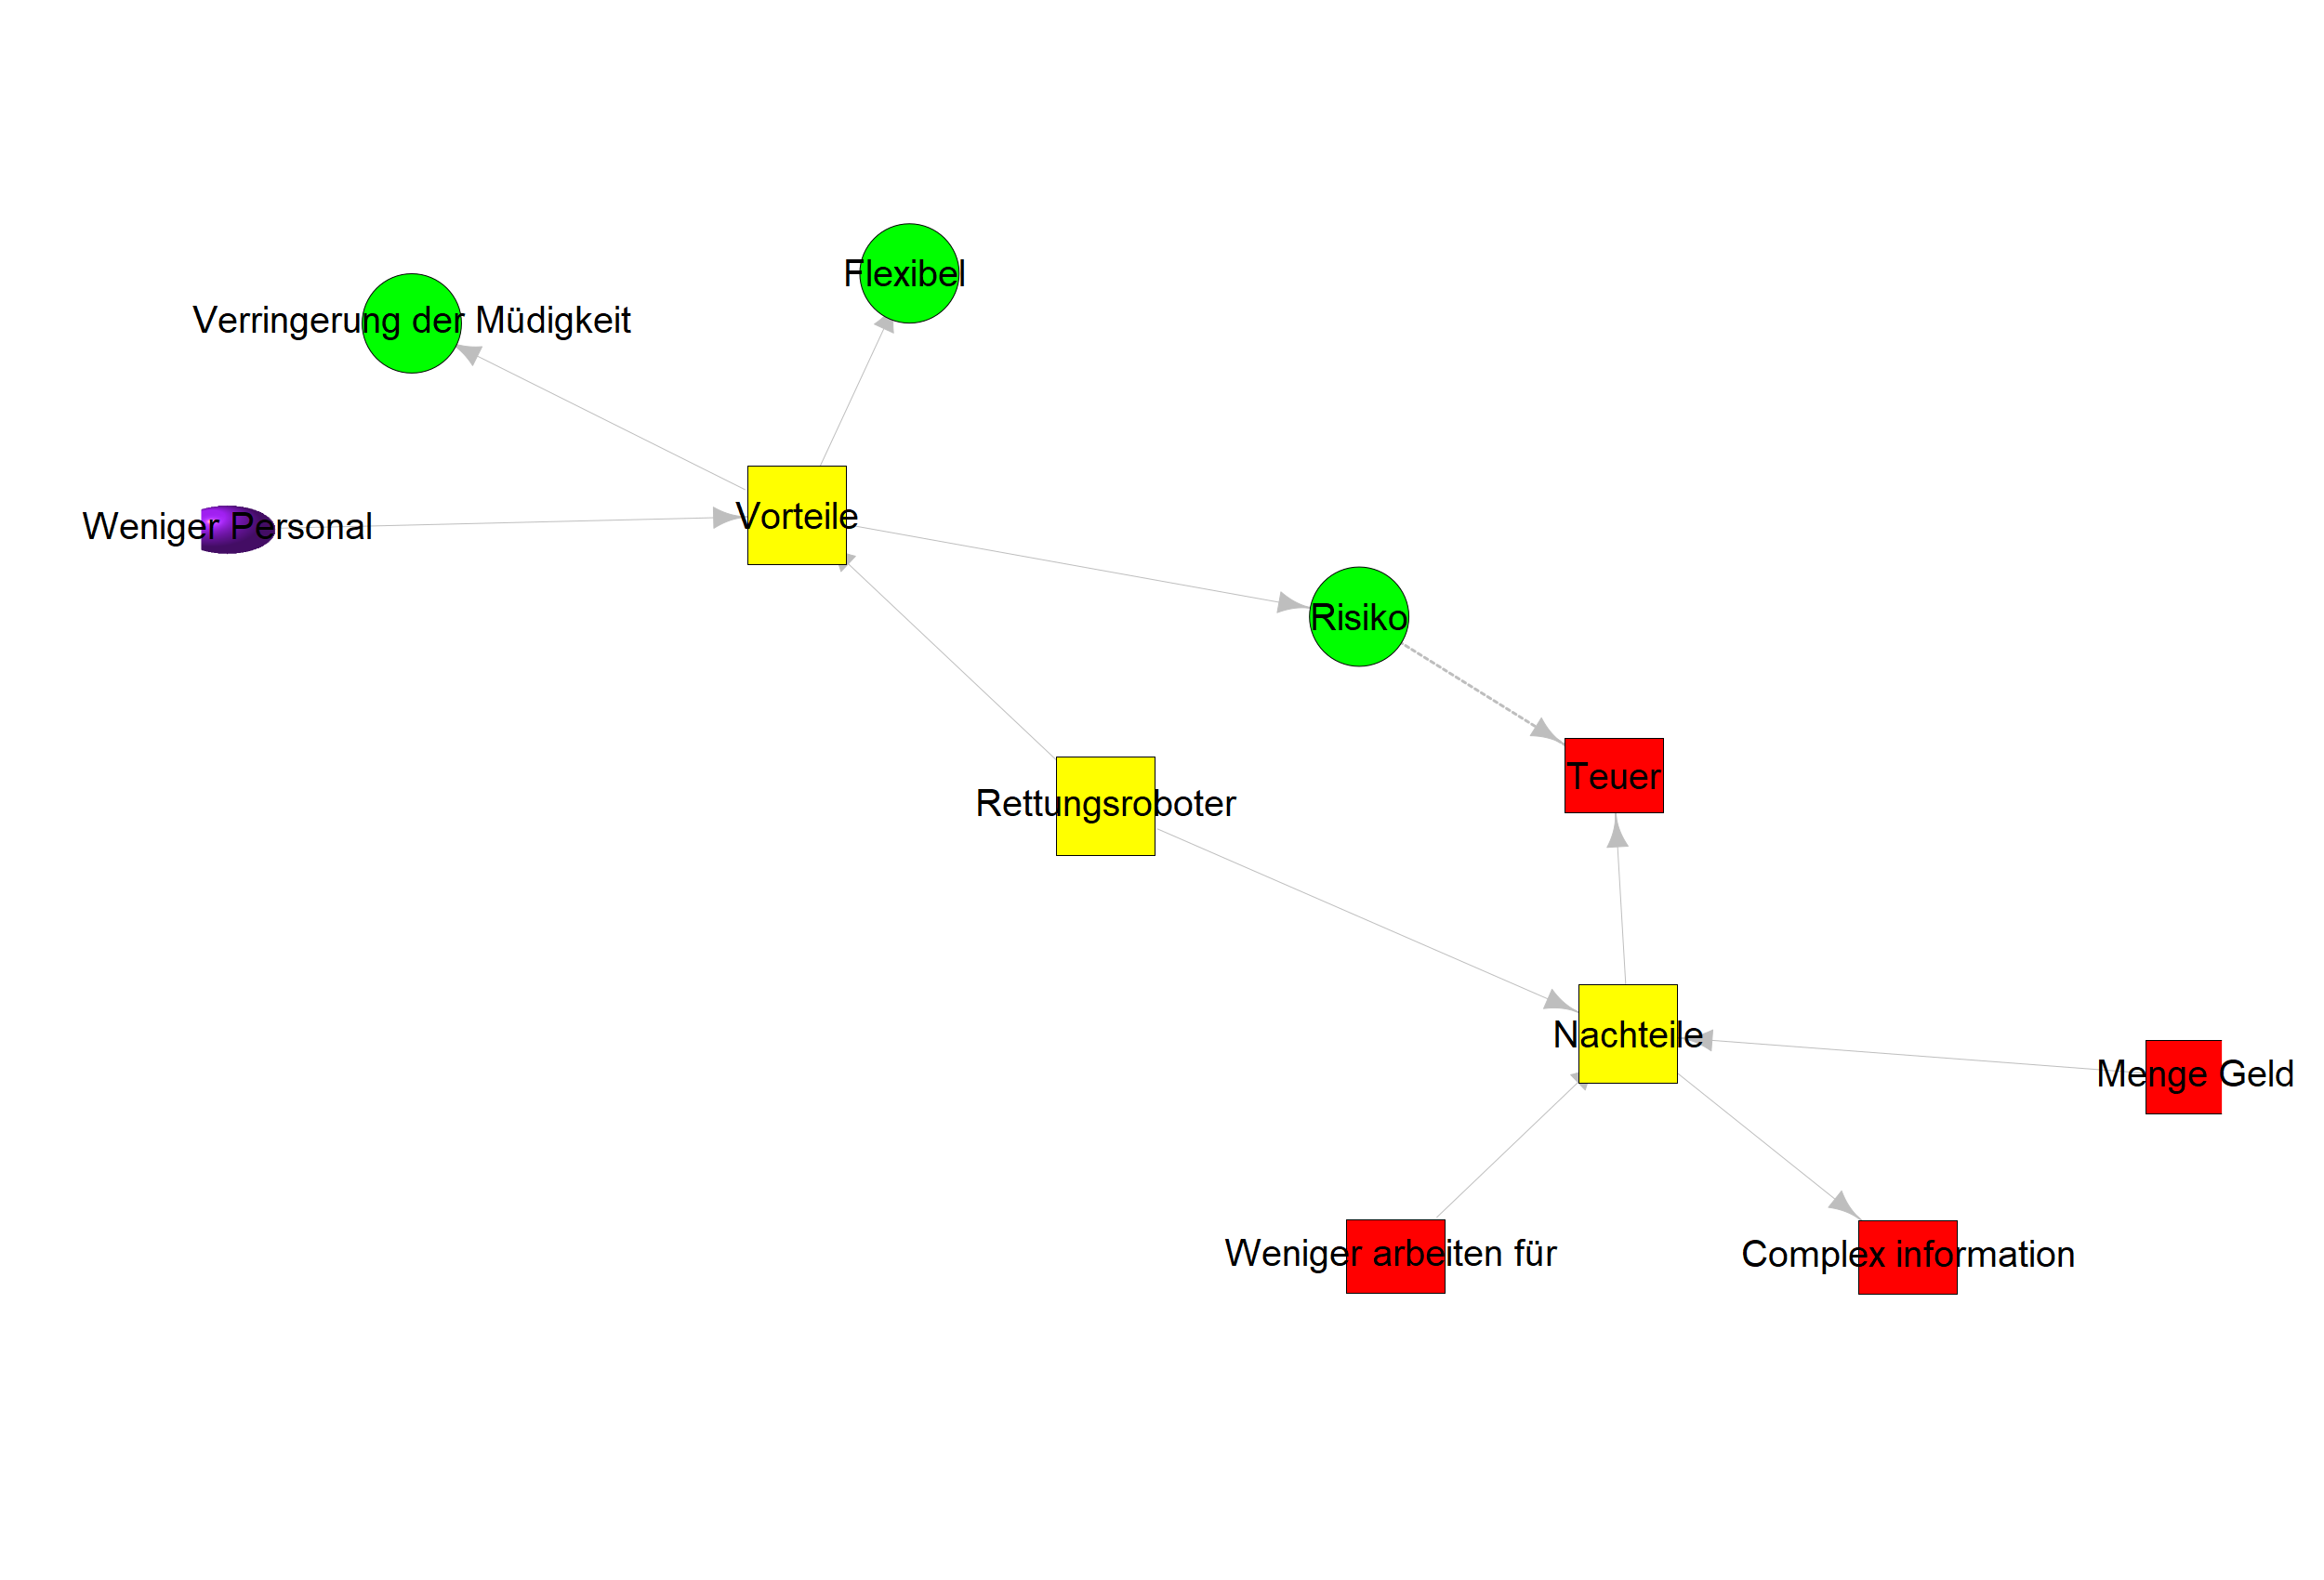 Flexibel
Verringerung der Müdigkeit
Vorteile
Weniger Personal
Risiko
Teuer
Rettungsroboter
Nachteile
Menge Geld
Weniger arbeiten für
Complex information